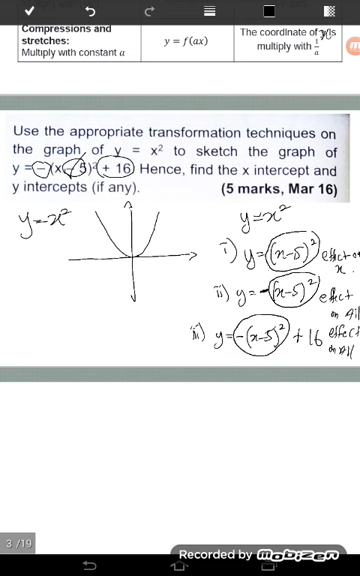 Compressions and
stretches:
Multiply with constant a
y = f(ax)
The coordinate of x is
multiply with 1/a
Use the appropriate transformation techniques on
the graph of y = x² to sketch the graph of
y = −(x − 5)² + 16 Hence, find the x intercept and
y intercepts (if any). (5 marks, Mar 16)
y=x²
y=x²
i) y=(x-5)² effect on
x.
ii) y= -(x-5)² effect
on all
iii) y= -(x-5)² + 16 effect
on all
3 /19
Recorded by Mobizen